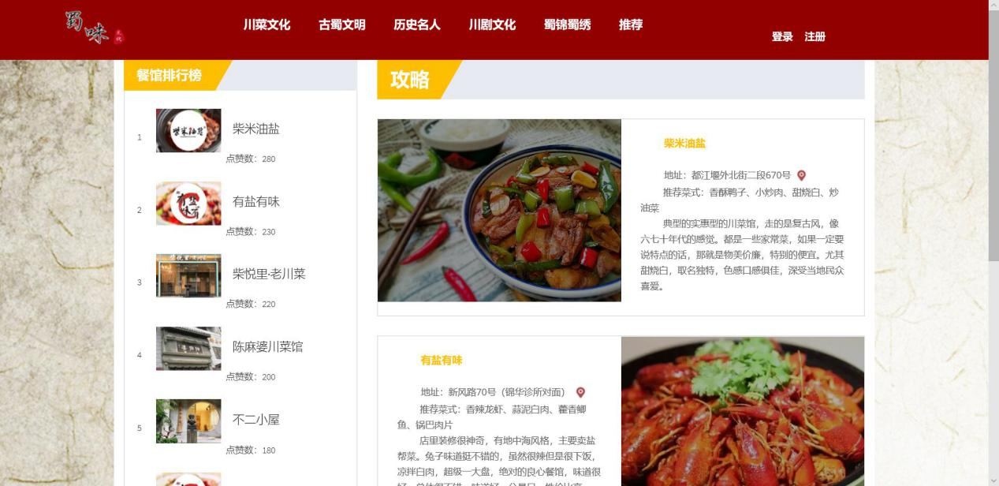 蜀味
川菜文化 古蜀文明 历史名人 川剧文化 蜀锦蜀绣 推荐
登录 注册
餐馆排行榜
1
柴米油盐
点赞数：280
2
有盐有味
点赞数：230
3
柴悦里·老川菜
点赞数：220
4
陈麻婆川菜馆
点赞数：200
5
不二小屋
点赞数：180
攻略
柴米油盐
地址：都江堰外北街二段670号
推荐菜式：香酥鸭子、小炒肉、甜烧白、炒
油菜
典型的实惠型的川菜馆，走的是复古风，像
六七十年代的感觉。都是一些家常菜，如果一定要
说特点的话，那就是物美价廉，特别的便宜。尤其
甜烧白，取名独特，色感口感俱佳，深受当地民众
喜爱。
有盐有味
地址：新风路70号（锦华诊所对面）
推荐菜式：香辣龙虾、蒜泥白肉、藿香鲫
鱼、锅巴肉片
店里装修很神奇，有地中海风格，主要卖盐
帮菜。兔子味道挺不错的，虽然很辣但是很下饭，
凉拌白肉，超级一大盘，绝对的良心餐馆，味道很